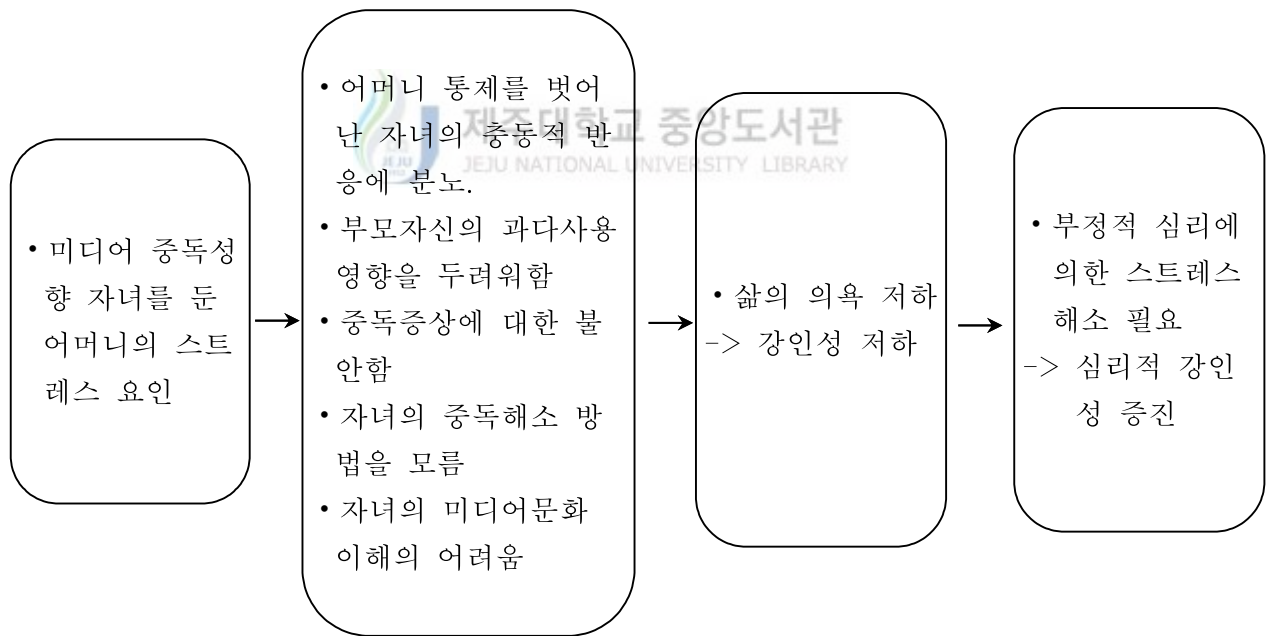 • 미디어 중독성
향 자녀를 둔
어머니의 스트
레스 요인
• 어머니 통제를 벗어
난 자녀의 충동적 반
응에 분노.
• 부모자신의 과다사용
영향을 두려워함
• 중독증상에 대한 불
안함
• 자녀의 중독해소 방
법을 모름
• 자녀의 미디어문화
이해의 어려움
• 삶의 의욕 저하
-> 강인성 저하
• 부정적 심리에
의한 스트레스
해소 필요
-> 심리적 강인
성 증진
제주대학교 중앙도서관
JEJU NATIONAL UNIVERSITY LIBRARY
JEJU